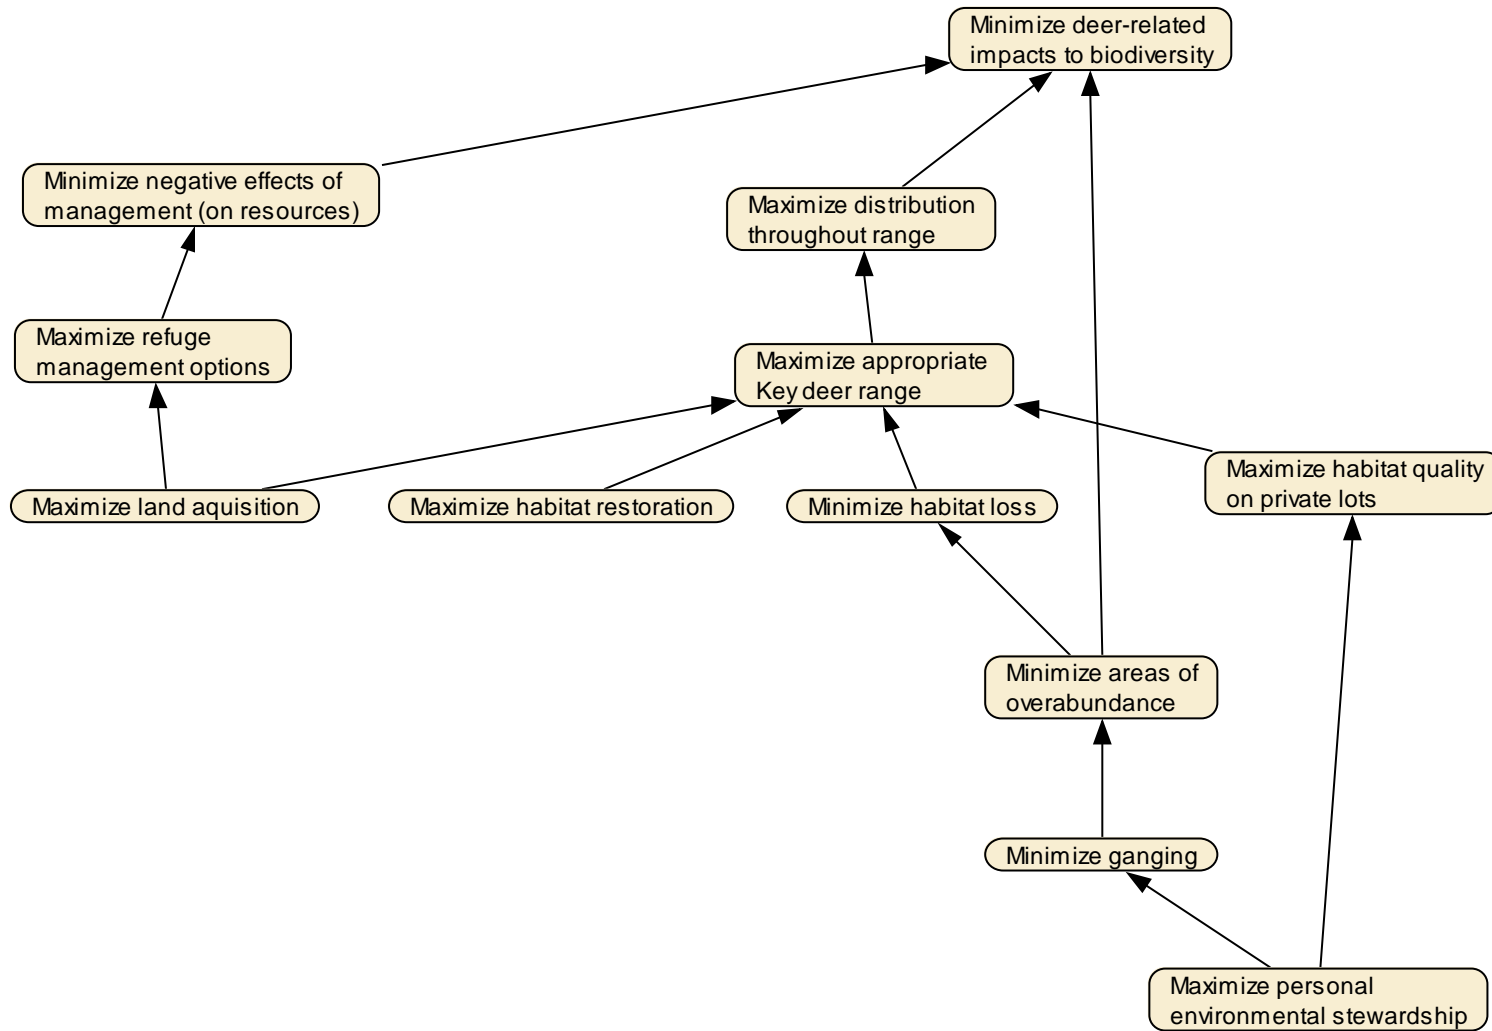 Minimize deer-related
impacts to biodiversity
Minimize negative effects of
management (on resources)
Maximize distribution
throughout range
Maximize refuge
management options
Maximize appropriate
Key deer range
Maximize habitat quality
on private lots
Maximize land aquisition
Maximize habitat restoration
Minimize habitat loss
Minimize areas of
overabundance
Minimize ganging
Maximize personal
environmental stewardship